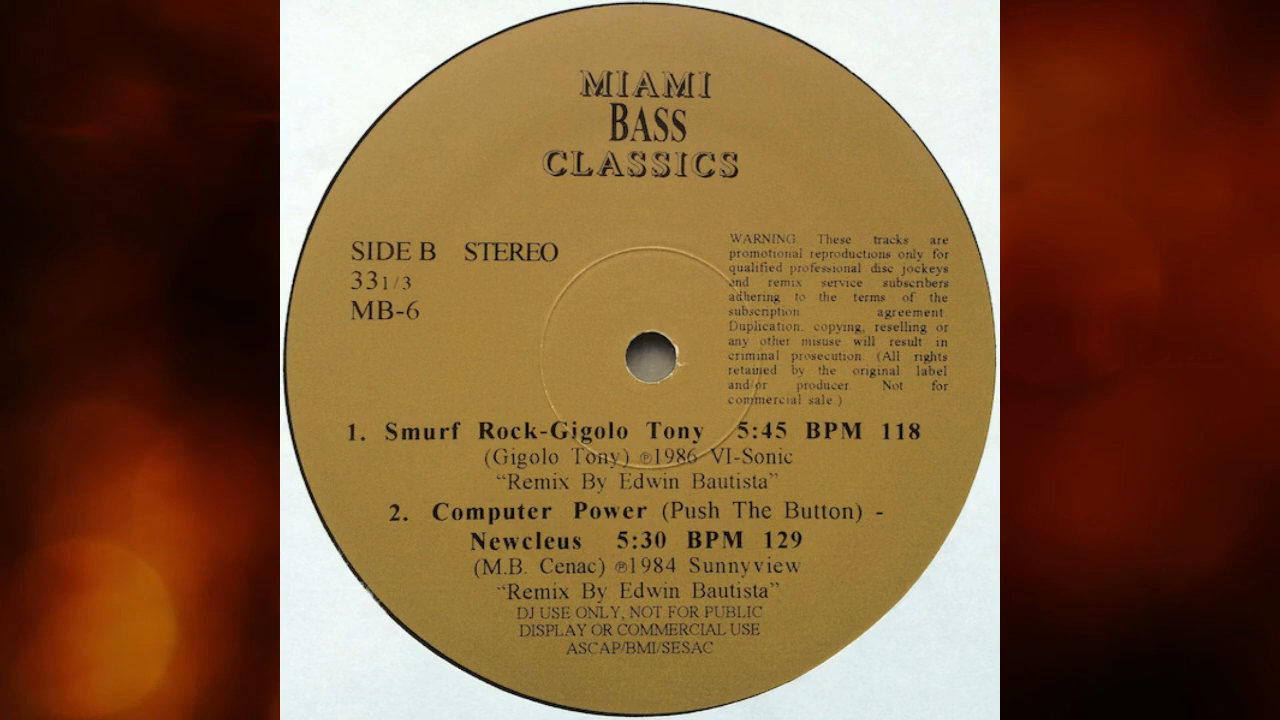 MIAMI
BASS
CLASSICS
SIDE B STEREO
33 1/3
MB-6
WARNING These tracks are
promotional reproductions only for
qualified professional disc jockeys
and remix service subscribers
adhering to the terms of the
subscription agreement.
Duplication, copying, reselling or
any other misuse will result in
criminal prosecution. (All rights
retained by the original label
and/or producer. Not for
commercial sale.)
1. Smurf Rock-Gigolo Tony 5:45 BPM 118
(Gigolo Tony) ℗1986 VI-Sonic
“Remix By Edwin Bautista”
2. Computer Power (Push The Button) -
Newcleus 5:30 BPM 129
(M.B. Cenac) ℗1984 Sunnyview
“Remix By Edwin Bautista”
DJ USE ONLY, NOT FOR PUBLIC
DISPLAY OR COMMERCIAL USE
ASCAP/BMI/SESAC